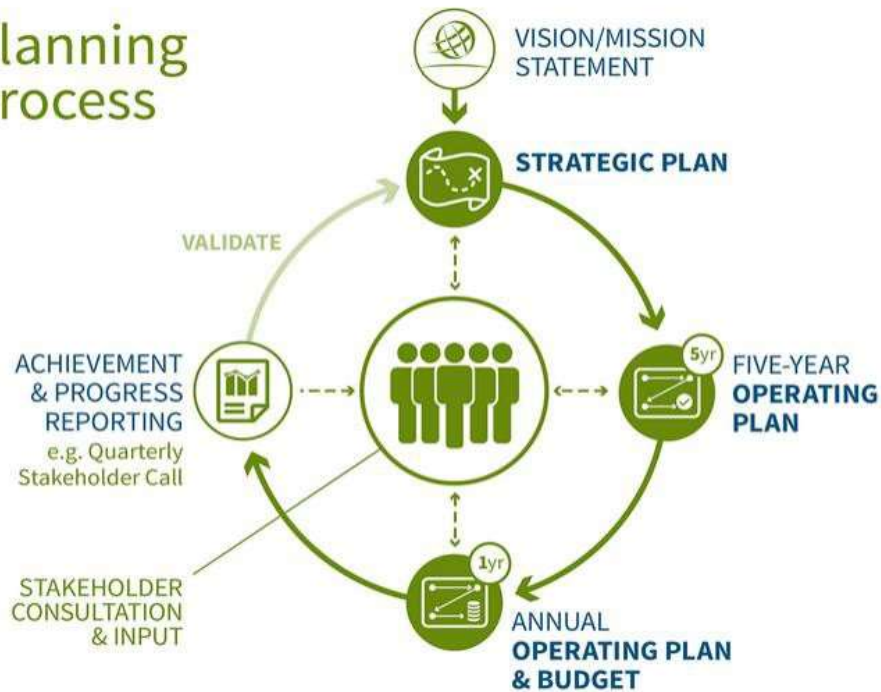 lanning
rocess
VISION/MISSION
STATEMENT
STRATEGIC PLAN
VALIDATE
5yr
FIVE-YEAR
OPERATING
PLAN
ACHIEVEMENT
& PROGRESS
REPORTING
e.g. Quarterly
Stakeholder Call
1yr
ANNUAL
OPERATING PLAN
& BUDGET
STAKEHOLDER
CONSULTATION
& INPUT